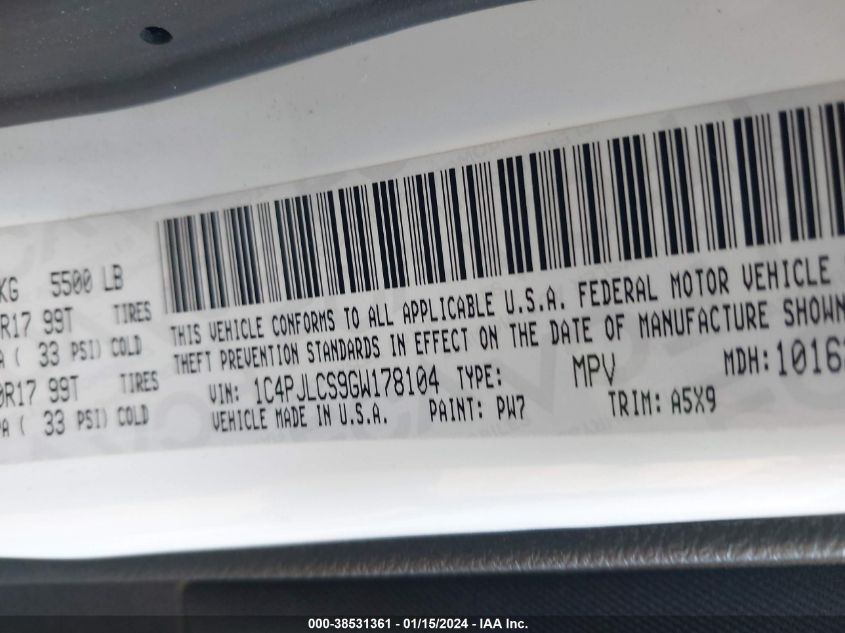 KG 5500 LB
R17 99T TIRES
( 33 PSI) COLD
0R17 99T TIRES
PA ( 33 PSI) COLD
THIS VEHICLE CONFORMS TO ALL APPLICABLE U.S.A. FEDERAL MOTOR VEHICLE
THEFT PREVENTION STANDARDS IN EFFECT ON THE DATE OF MANUFACTURE SHOWN
VIN: 1C4PJLCS9GW178104 TYPE: MPV MDH: 1016
VEHICLE MADE IN U.S.A. PAINT: PW7 TRIM: A5X9
000-38531361 - 01/15/2024 - IAA Inc.